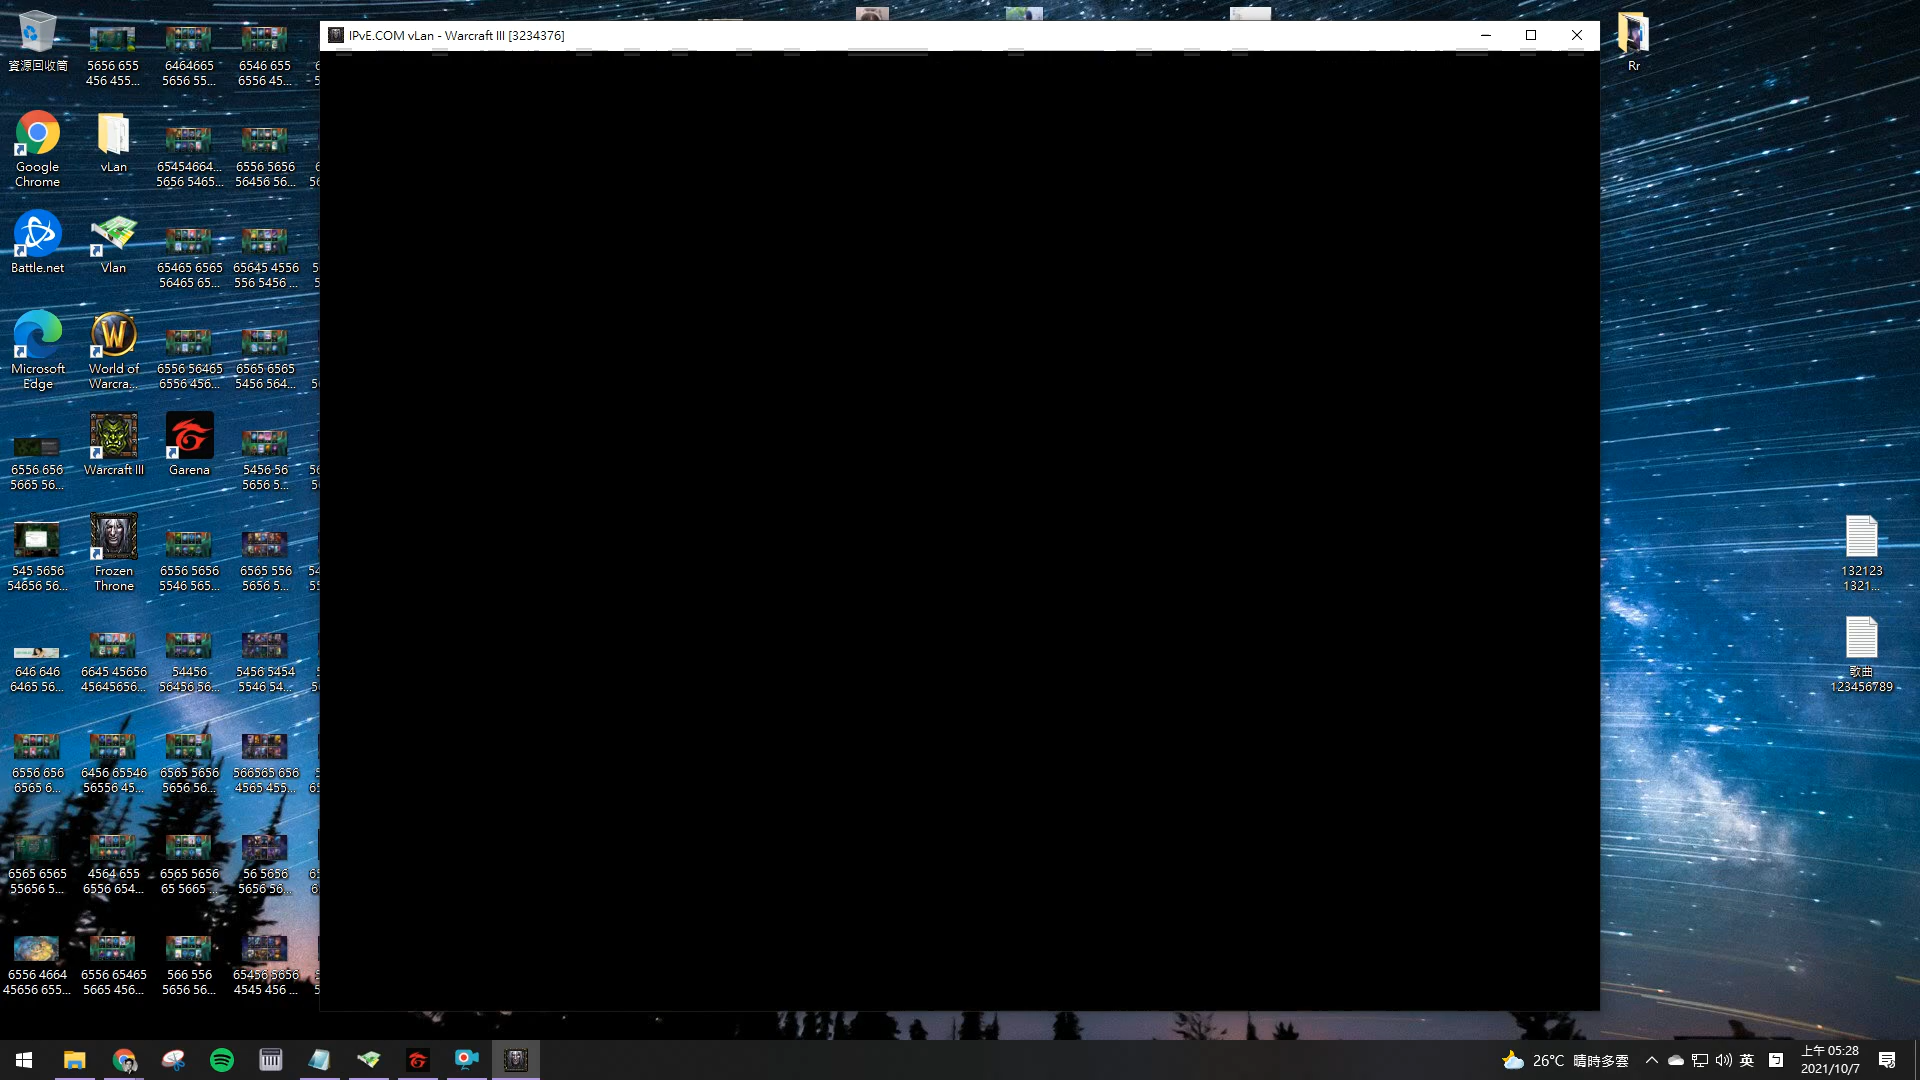 IPvE.COM vLan - Warcraft III [3234376]
資源回收筒
5656 655
456 455...
6464665
5656 55...
6546 655
6556 45...
Rr
Google
Chrome
vLan
65454664...
5656 5465...
6556 5656
56456 56...
Battle.net
Vlan
65465 6565
56465 65...
65645 4556
556 5456 ...
Microsoft
Edge
World of
Warcra...
6556 56465
6556 456...
6565 6565
5456 564...
6556 656
5665 56...
Warcraft III
Garena
5456 56
5656 5...
545 5656
54656 56...
Frozen
Throne
6556 5656
5546 565...
6565 556
5656 5...
132123
1321...
646 646
6465 56...
6645 45656
45645656...
54456
56456 56...
5456 5454
5546 54...
歌曲
123456789
6556 656
6565 6...
6456 65546
56556 45...
6565 5656
5656 56...
566565 656
4565 455...
6565 6565
55656 5...
4564 655
6556 654...
6565 5656
65 5665 ...
56 5656
5656 56...
6556 4664
45656 655...
6556 65465
5665 456...
566 556
5656 56...
65456 5656
4545 456 ...
26°C 晴時多雲
英
上午 05:28
2021/10/7